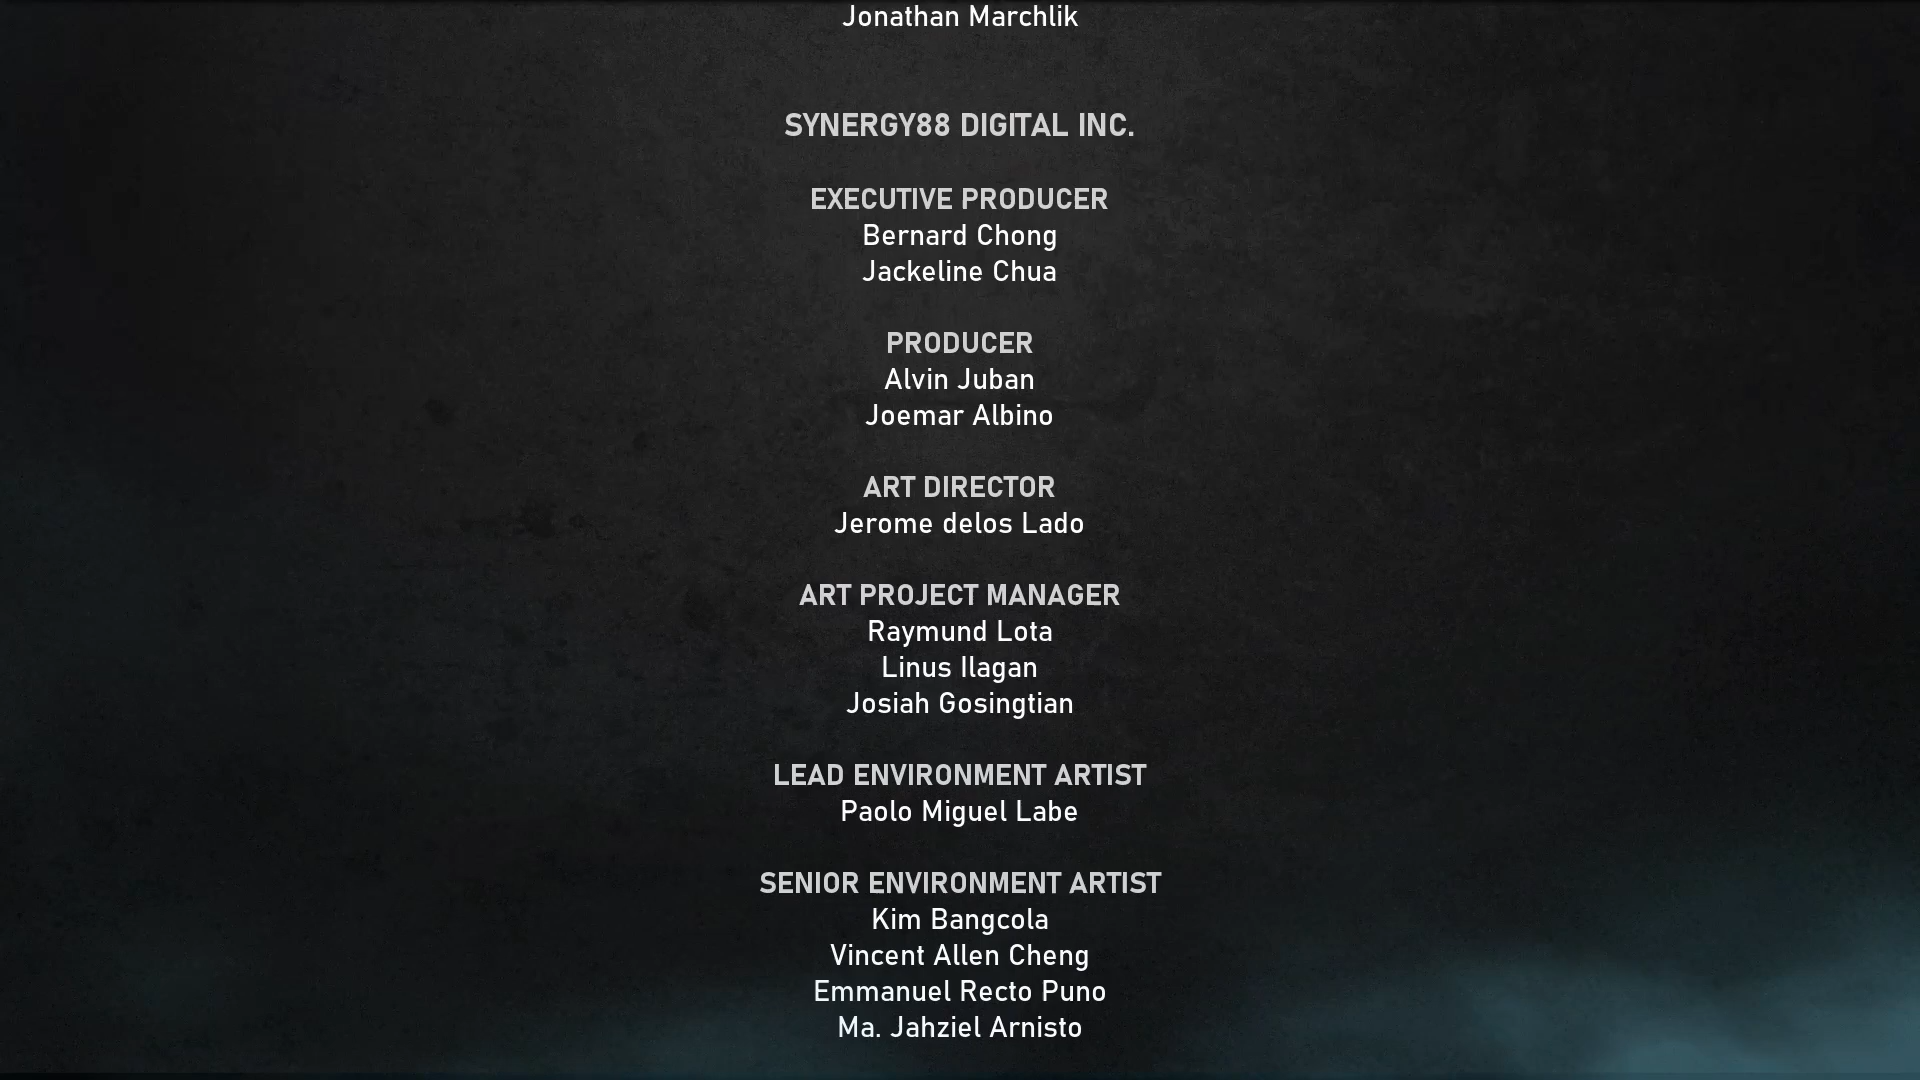 Jonathan Marchlik
SYNERGY88 DIGITAL INC.
EXECUTIVE PRODUCER
Bernard Chong
Jackeline Chua
PRODUCER
Alvin Juban
Joemar Albino
ART DIRECTOR
Jerome delos Lado
ART PROJECT MANAGER
Raymund Lota
Linus Ilagan
Josiah Gosingtian
LEAD ENVIRONMENT ARTIST
Paolo Miguel Labe
SENIOR ENVIRONMENT ARTIST
Kim Bangcola
Vincent Allen Cheng
Emmanuel Recto Puno
Ma. Jahziel Arnisto